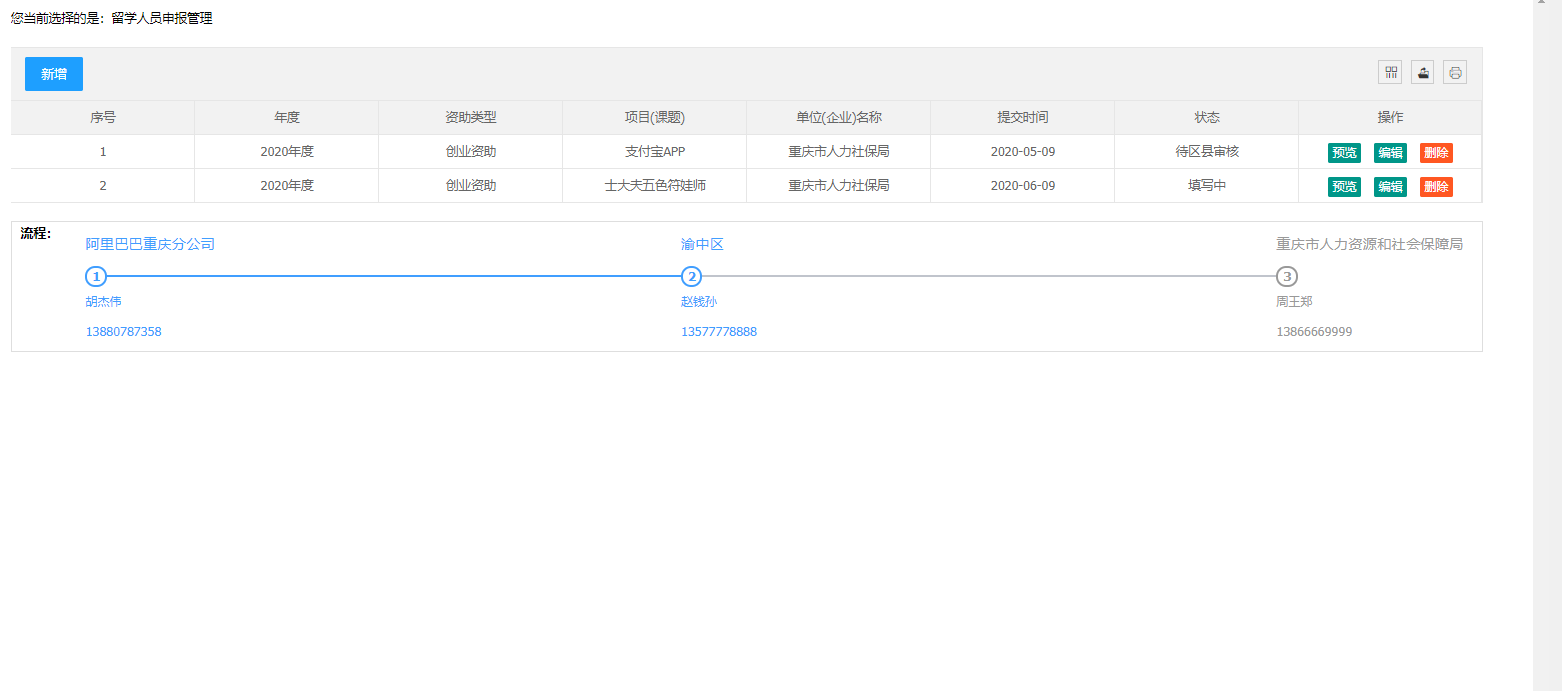 您当前选择的是：留学人员申报管理
新增
序号 年度 资助类型 项目(课题) 单位(企业)名称 提交时间 状态 操作
1 2020年度 创业资助 支付宝APP 重庆市人力社保局 2020-05-09 待区县审核 预览 编辑 删除
2 2020年度 创业资助 士大夫五色符娃师 重庆市人力社保局 2020-06-09 填写中 预览 编辑 删除
流程：
阿里巴巴重庆分公司 渝中区 重庆市人力资源和社会保障局
1 2 3
胡杰伟 赵钱孙 周王郑
13880787358 13577778888 13866669999